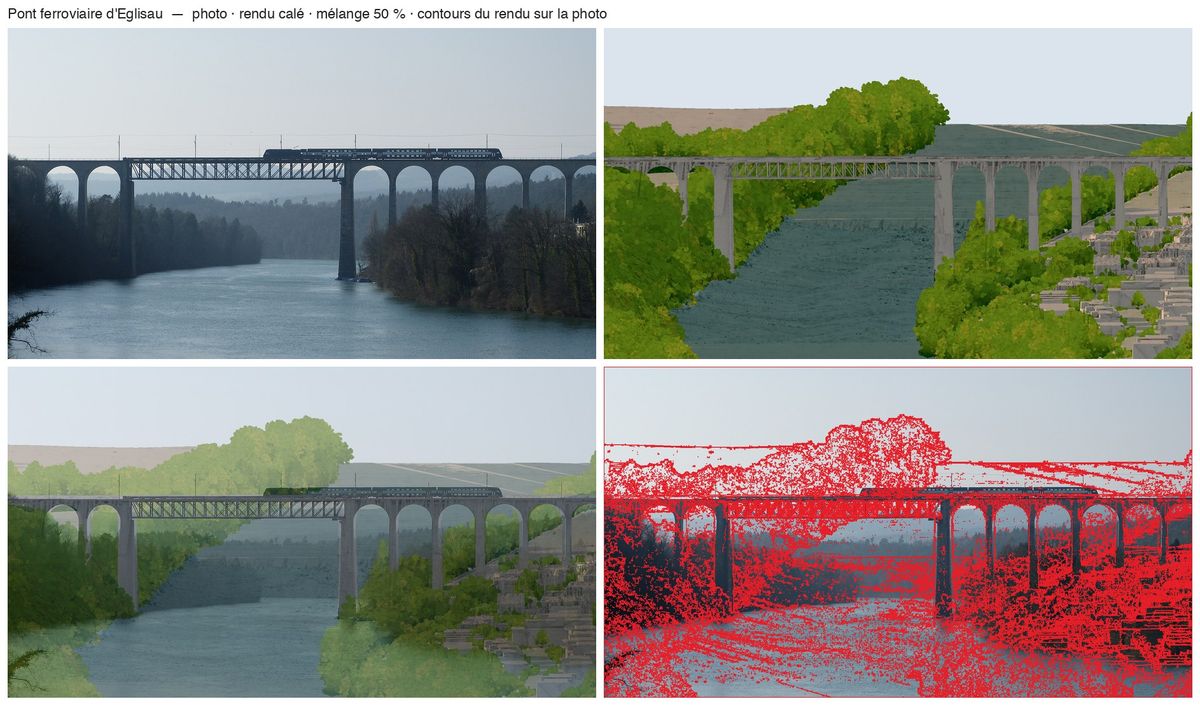 Pont ferroviaire d'Eglisau — photo · rendu calé · mélange 50 % · contours du rendu sur la photo